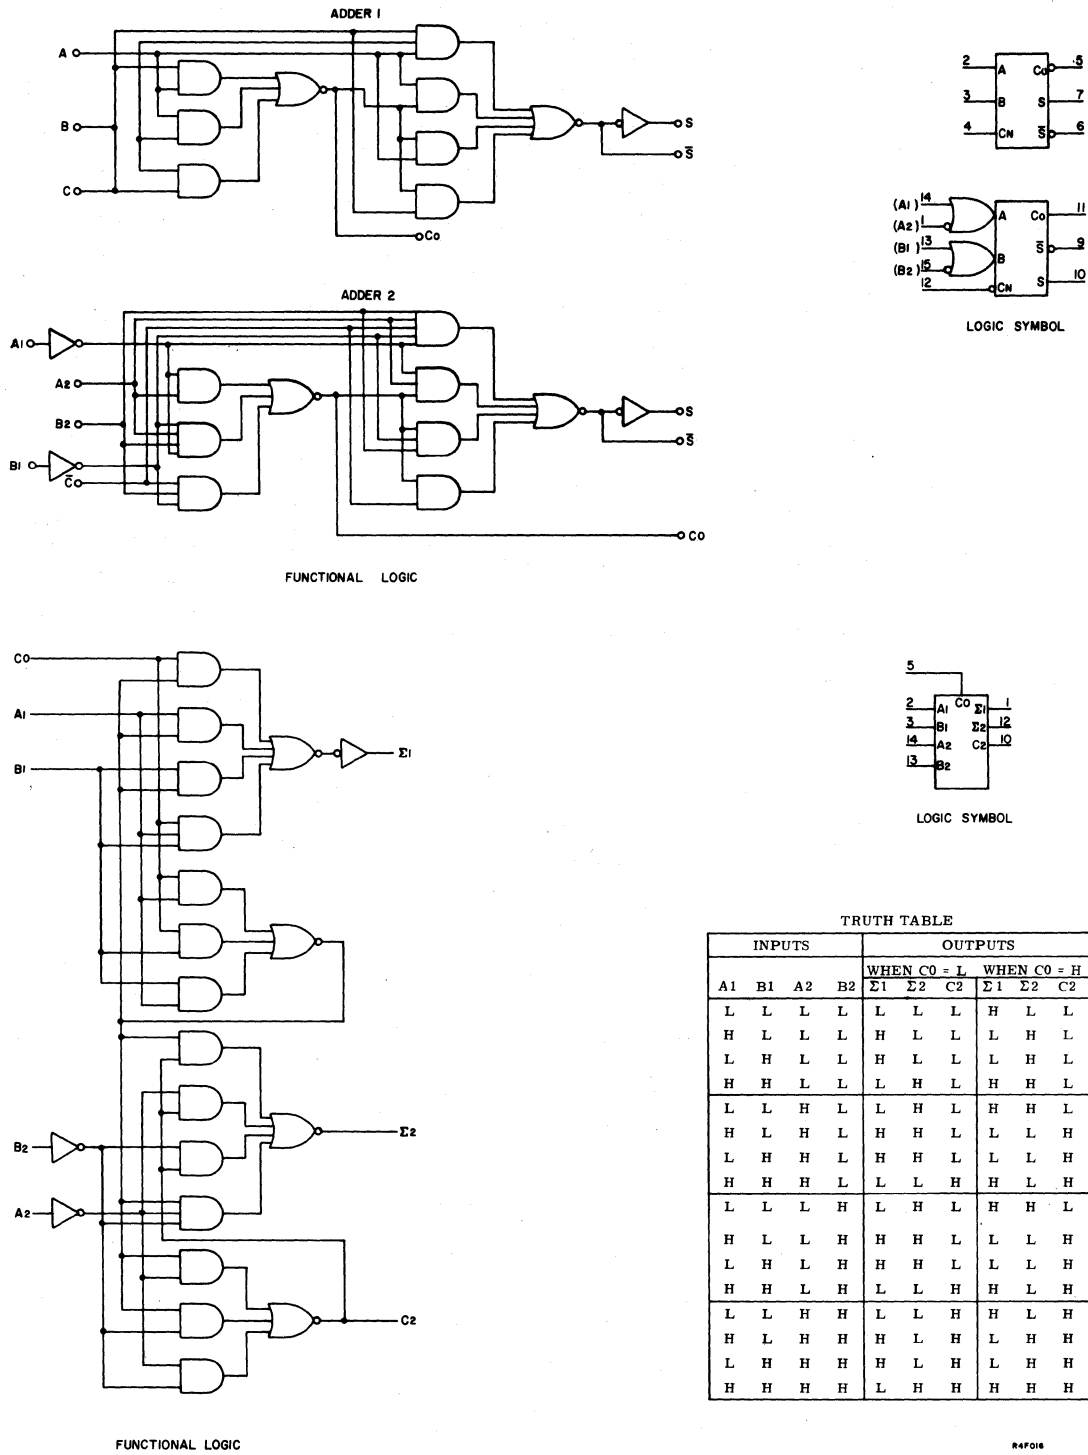 ADDER 1
A
B
C
S
S̄
Co
2 A Co 5
3 B S 7
4 CN S̄ 6
(A1) 14
(A2) 1
(B1) 13
(B2) 15
12
A Co 11
B S̄ 9
CN S 10
LOGIC SYMBOL
ADDER 2
A1
A2
B2
B1
C̄
S
S̄
Co
FUNCTIONAL LOGIC
C0
A1
B1
Σ1
B2
A2
Σ2
C2
5
C0
2 A1 Σ1 1
3 B1 Σ2 12
14 A2 C2 10
13 B2
LOGIC SYMBOL
TRUTH TABLE
INPUTS OUTPUTS
WHEN C0 = L WHEN C0 = H
A1 B1 A2 B2 Σ1 Σ2 C2 Σ1 Σ2 C2
L L L L L L L H L L
H L L L H L L L H L
L H L L H L L L H L
H H L L L H L H H L
L L H L L H L H H L
H L H L H H L L L H
L H H L H H L L L H
H H H L L L H H L H
L L L H L H L H H L
H L L H H H L L L H
L H L H H H L L L H
H H L H L L H H L H
L L H H L L H H L H
H L H H H L H L H H
L H H H H L H L H H
H H H H L H H H H H
FUNCTIONAL LOGIC
R4F016